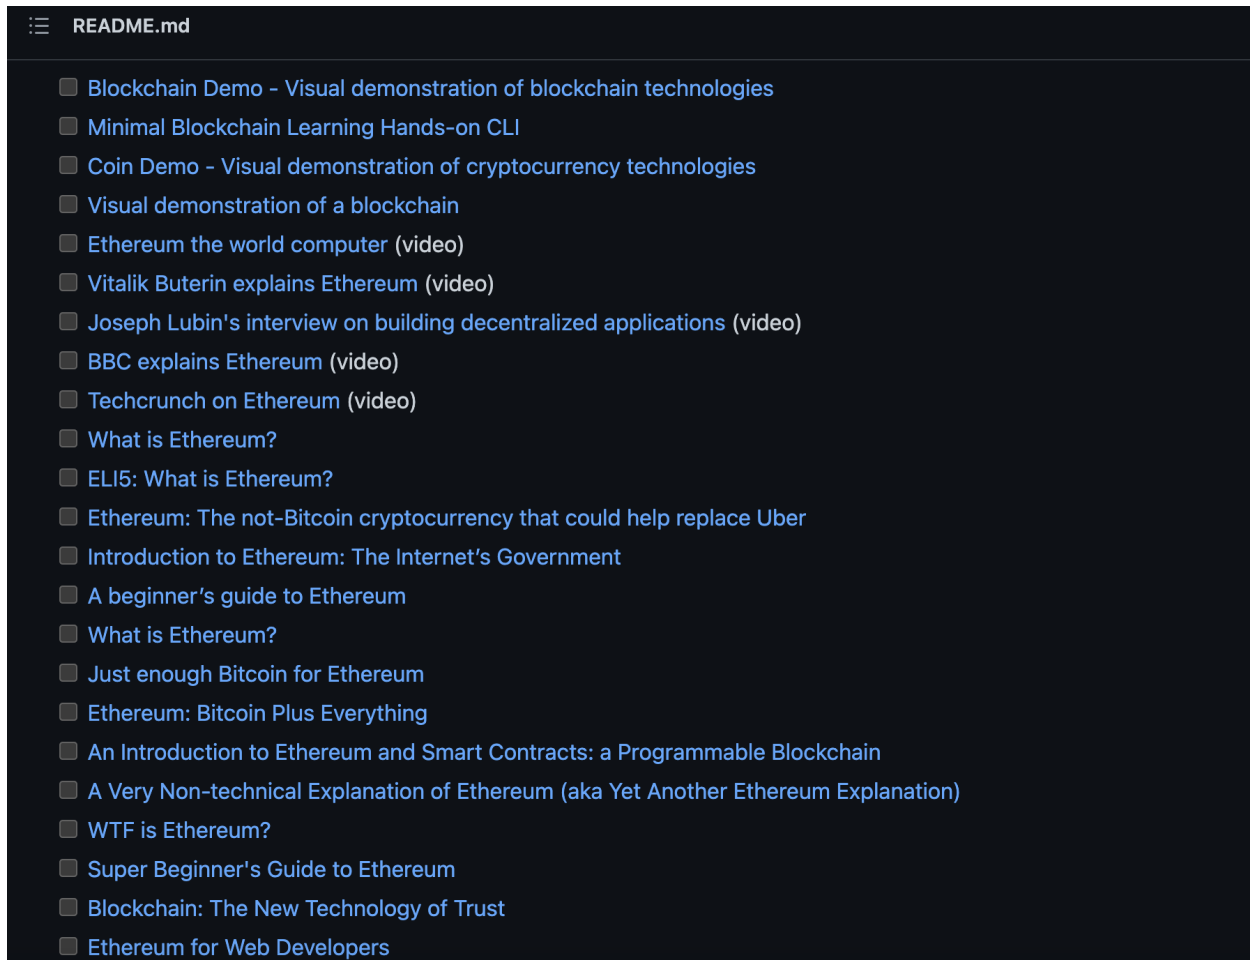 README.md
Blockchain Demo - Visual demonstration of blockchain technologies
Minimal Blockchain Learning Hands-on CLI
Coin Demo - Visual demonstration of cryptocurrency technologies
Visual demonstration of a blockchain
Ethereum the world computer (video)
Vitalik Buterin explains Ethereum (video)
Joseph Lubin's interview on building decentralized applications (video)
BBC explains Ethereum (video)
Techcrunch on Ethereum (video)
What is Ethereum?
ELI5: What is Ethereum?
Ethereum: The not-Bitcoin cryptocurrency that could help replace Uber
Introduction to Ethereum: The Internet’s Government
A beginner’s guide to Ethereum
What is Ethereum?
Just enough Bitcoin for Ethereum
Ethereum: Bitcoin Plus Everything
An Introduction to Ethereum and Smart Contracts: a Programmable Blockchain
A Very Non-technical Explanation of Ethereum (aka Yet Another Ethereum Explanation)
WTF is Ethereum?
Super Beginner's Guide to Ethereum
Blockchain: The New Technology of Trust
Ethereum for Web Developers